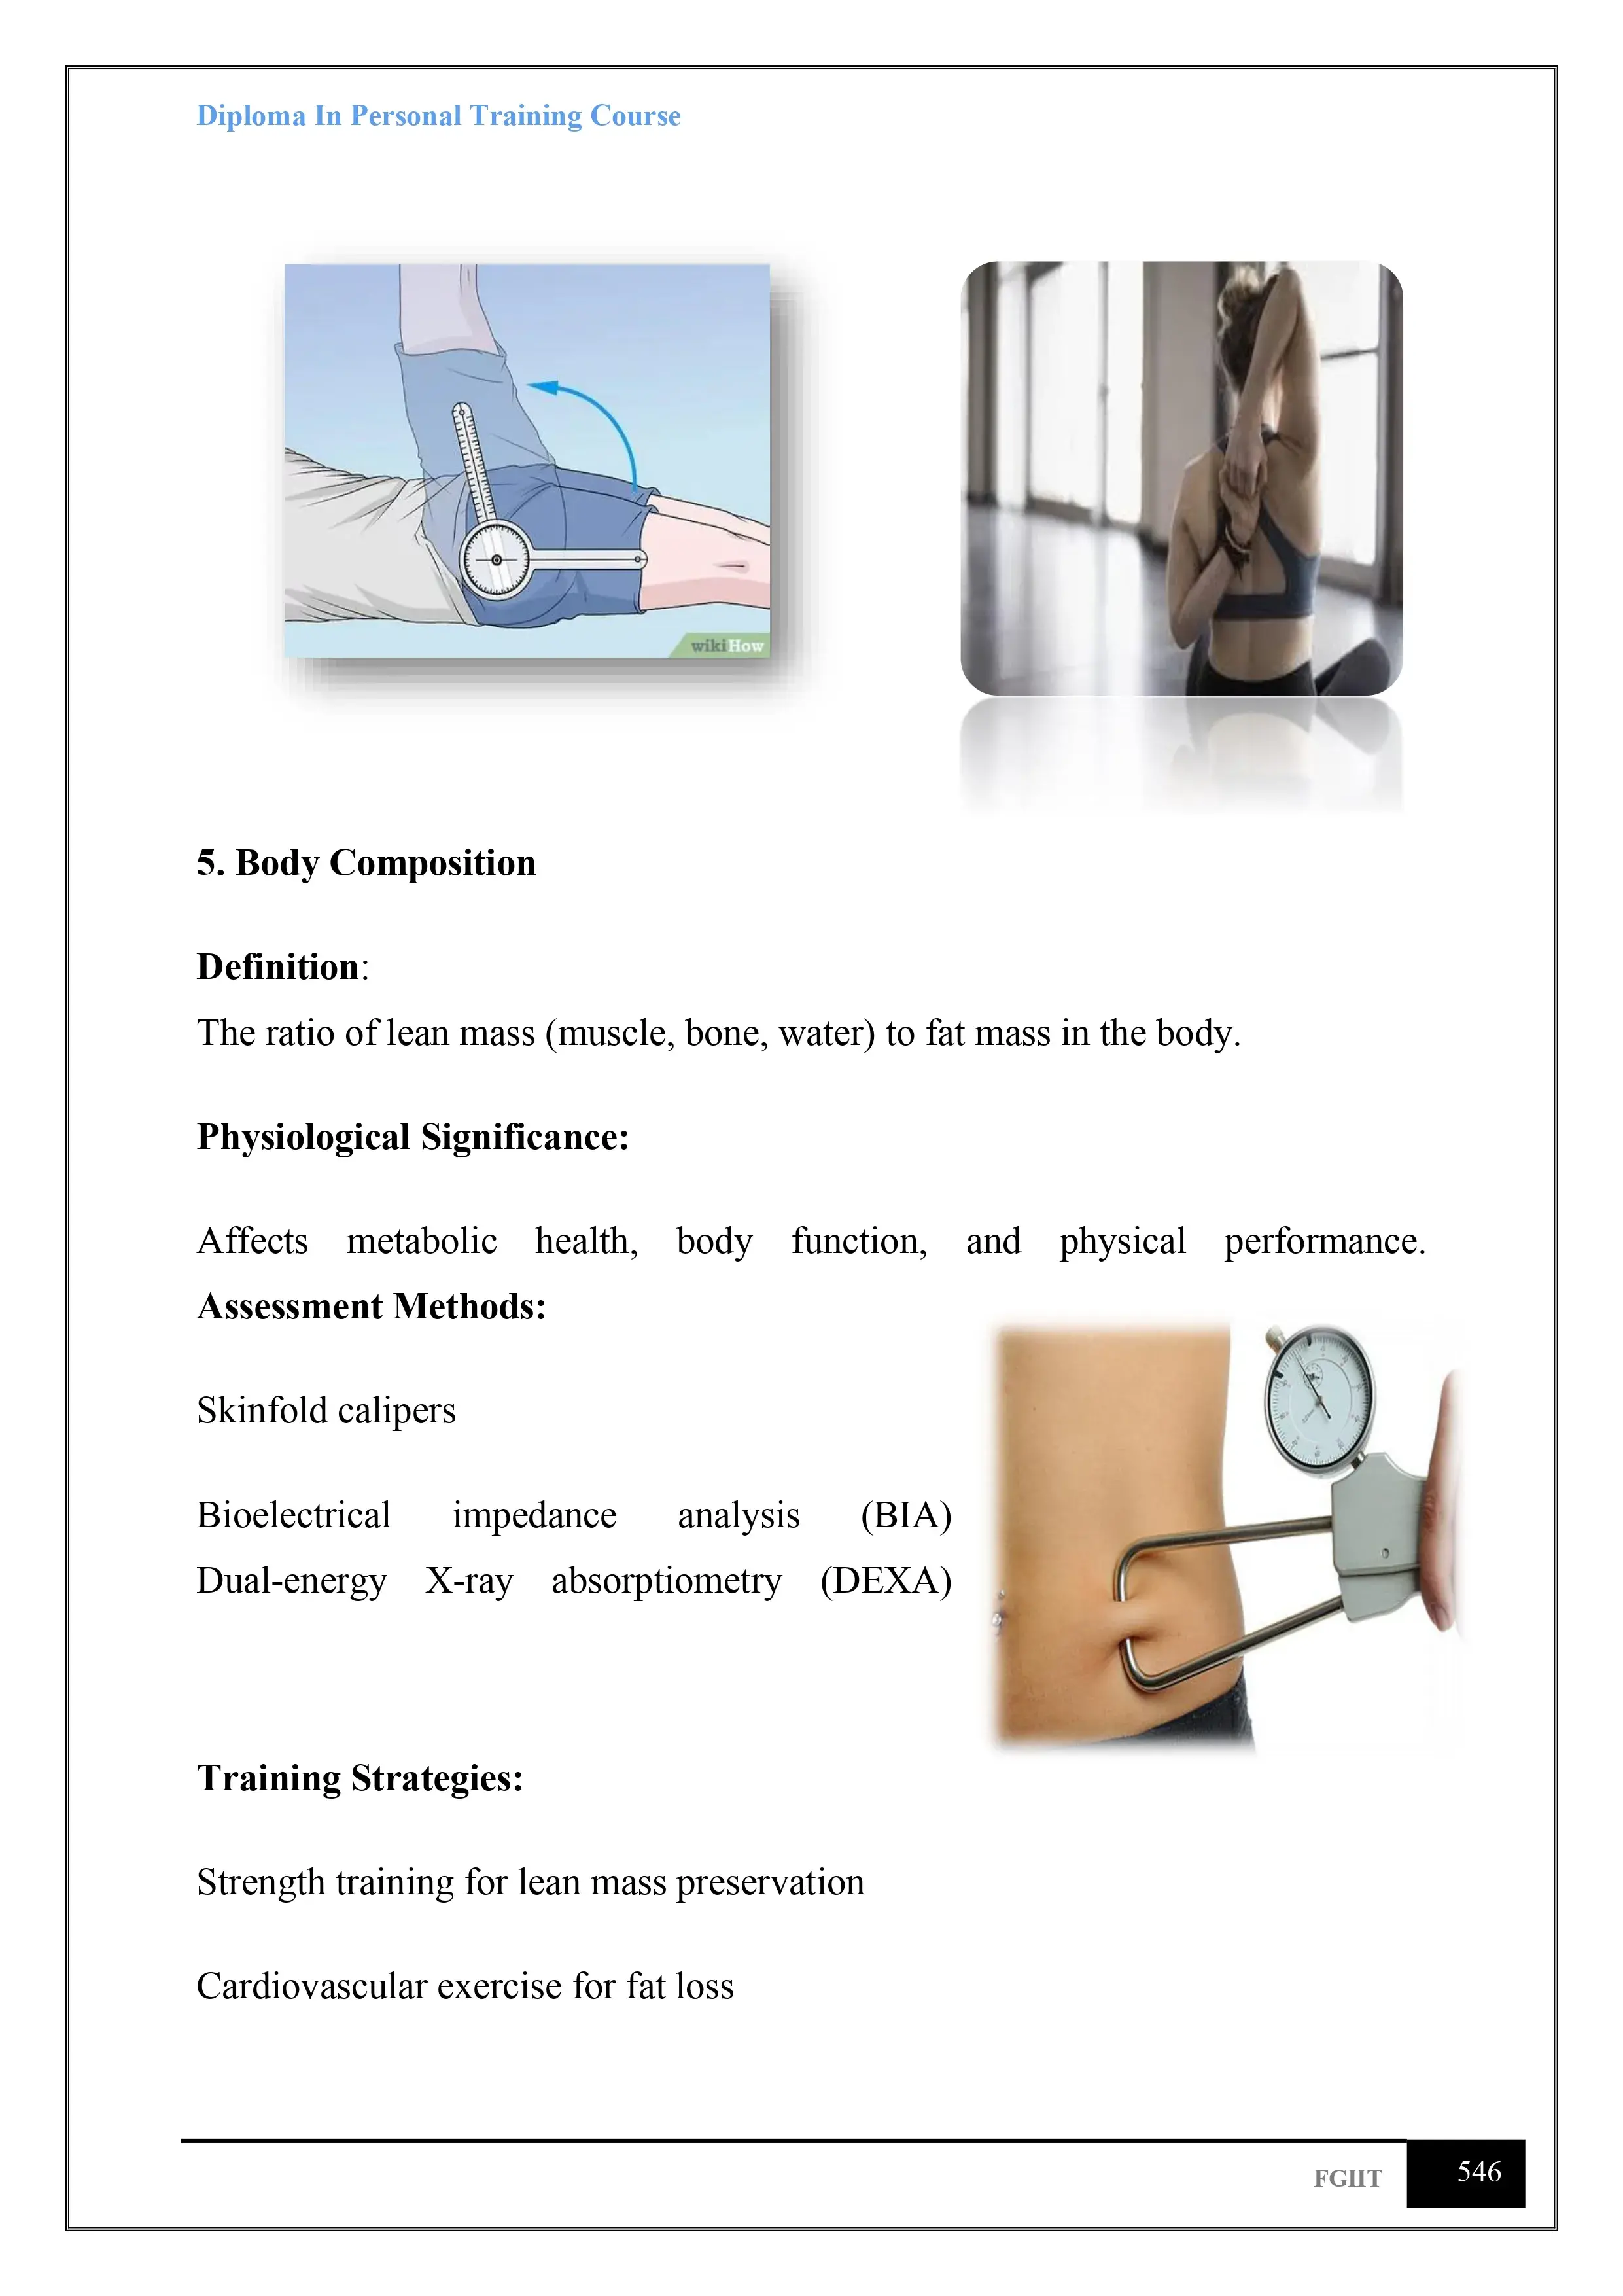 Diploma In Personal Training Course
wikiHow
5. Body Composition
Definition:
The ratio of lean mass (muscle, bone, water) to fat mass in the body.
Physiological Significance:
Affects metabolic health, body function, and physical performance.
Assessment Methods:
Skinfold calipers
Bioelectrical impedance analysis (BIA)
Dual-energy X-ray absorptiometry (DEXA)
Training Strategies:
Strength training for lean mass preservation
Cardiovascular exercise for fat loss
FGIIT
546